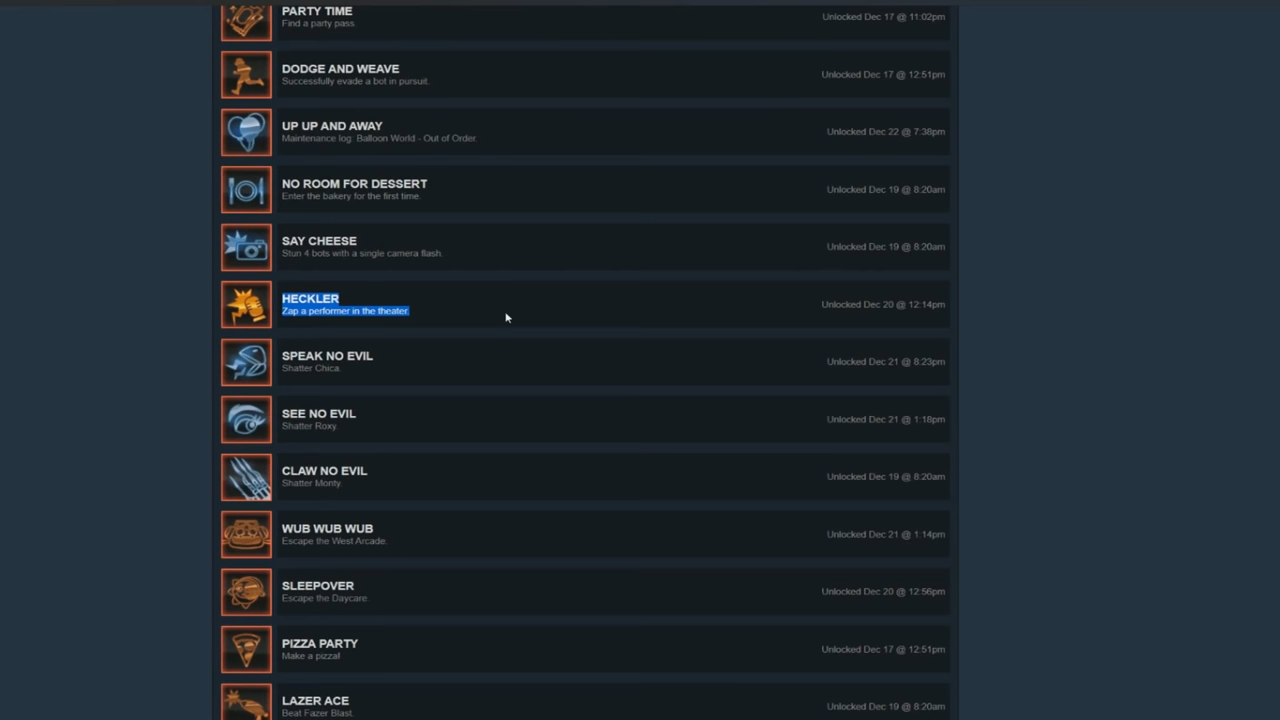 PARTY TIME
Find a party pass.
Unlocked Dec 17 @ 11:02pm
DODGE AND WEAVE
Successfully evade a bot in pursuit.
Unlocked Dec 17 @ 12:51pm
UP UP AND AWAY
Maintenance log: Balloon World - Out of Order.
Unlocked Dec 22 @ 7:38pm
NO ROOM FOR DESSERT
Enter the bakery for the first time.
Unlocked Dec 19 @ 8:20am
SAY CHEESE
Stun 4 bots with a single camera flash.
Unlocked Dec 19 @ 8:20am
HECKLER
Zap a performer in the theater.
Unlocked Dec 20 @ 12:14pm
SPEAK NO EVIL
Shatter Chica.
Unlocked Dec 21 @ 8:23pm
SEE NO EVIL
Shatter Roxy.
Unlocked Dec 21 @ 1:18pm
CLAW NO EVIL
Shatter Monty.
Unlocked Dec 19 @ 8:20am
WUB WUB WUB
Escape the West Arcade.
Unlocked Dec 21 @ 1:14pm
SLEEPOVER
Escape the Daycare.
Unlocked Dec 20 @ 12:56pm
PIZZA PARTY
Make a pizza!
Unlocked Dec 17 @ 12:51pm
LAZER ACE
Beat Fazer Blast.
Unlocked Dec 19 @ 8:20am